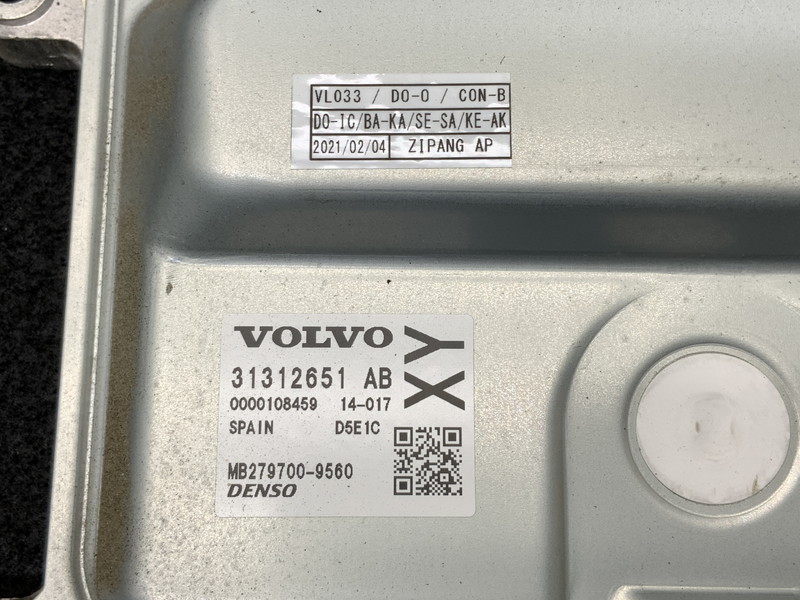 VL033 / DO-O / CON-B
DO-IC/BA-KA/SE-SA/KE-AK
2021/02/04 ZIPANG AP
VOLVO XY
31312651 AB
0000108459 14-017
SPAIN D5E1C
MB279700-9560
DENSO